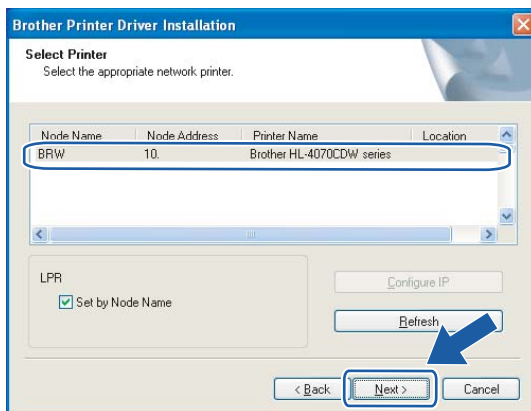 Brother Printer Driver Installation
Select Printer
Select the appropriate network printer.
Node Name Node Address Printer Name Location
BRW 10. Brother HL-4070CDW series
LPR
Set by Node Name
Configure IP
Refresh
< Back Next > Cancel